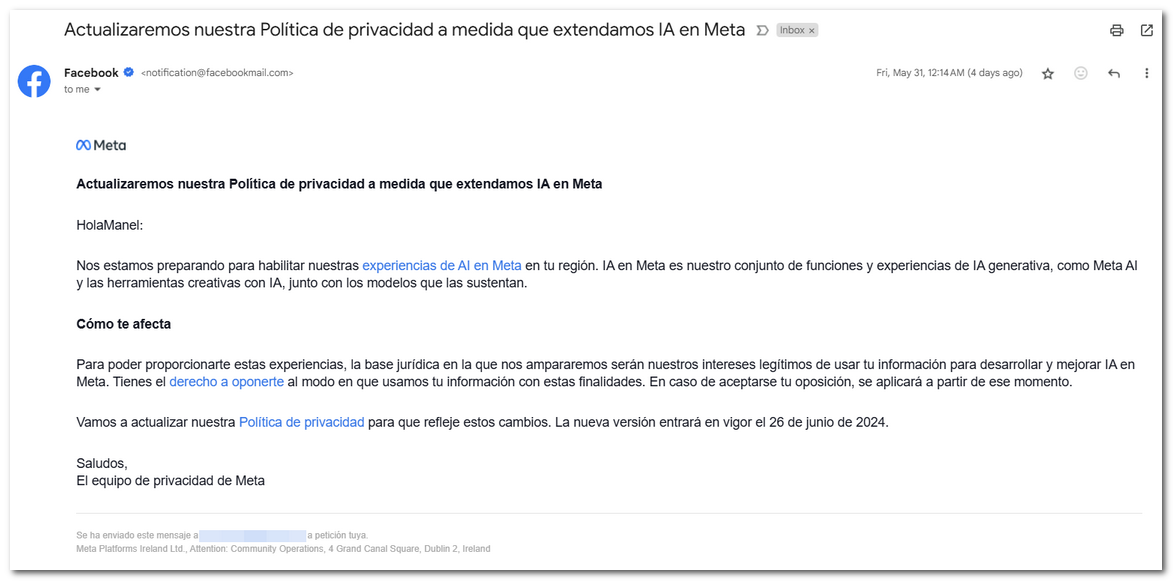 Actualizaremos nuestra Política de privacidad a medida que extendamos IA en Meta Inbox x
Facebook <notification@facebookmail.com> Fri, May 31, 12:14 AM (4 days ago)
to me
Meta
Actualizaremos nuestra Política de privacidad a medida que extendamos IA en Meta
HolaManel:
Nos estamos preparando para habilitar nuestras experiencias de AI en Meta en tu región. IA en Meta es nuestro conjunto de funciones y experiencias de IA generativa, como Meta AI
y las herramientas creativas con IA, junto con los modelos que las sustentan.
Cómo te afecta
Para poder proporcionarte estas experiencias, la base jurídica en la que nos ampararemos serán nuestros intereses legítimos de usar tu información para desarrollar y mejorar IA en
Meta. Tienes el derecho a oponerte al modo en que usamos tu información con estas finalidades. En caso de aceptarse tu oposición, se aplicará a partir de ese momento.
Vamos a actualizar nuestra Política de privacidad para que refleje estos cambios. La nueva versión entrará en vigor el 26 de junio de 2024.
Saludos,
El equipo de privacidad de Meta
Se ha enviado este mensaje a a petición tuya.
Meta Platforms Ireland Ltd., Attention: Community Operations, 4 Grand Canal Square, Dublin 2, Ireland